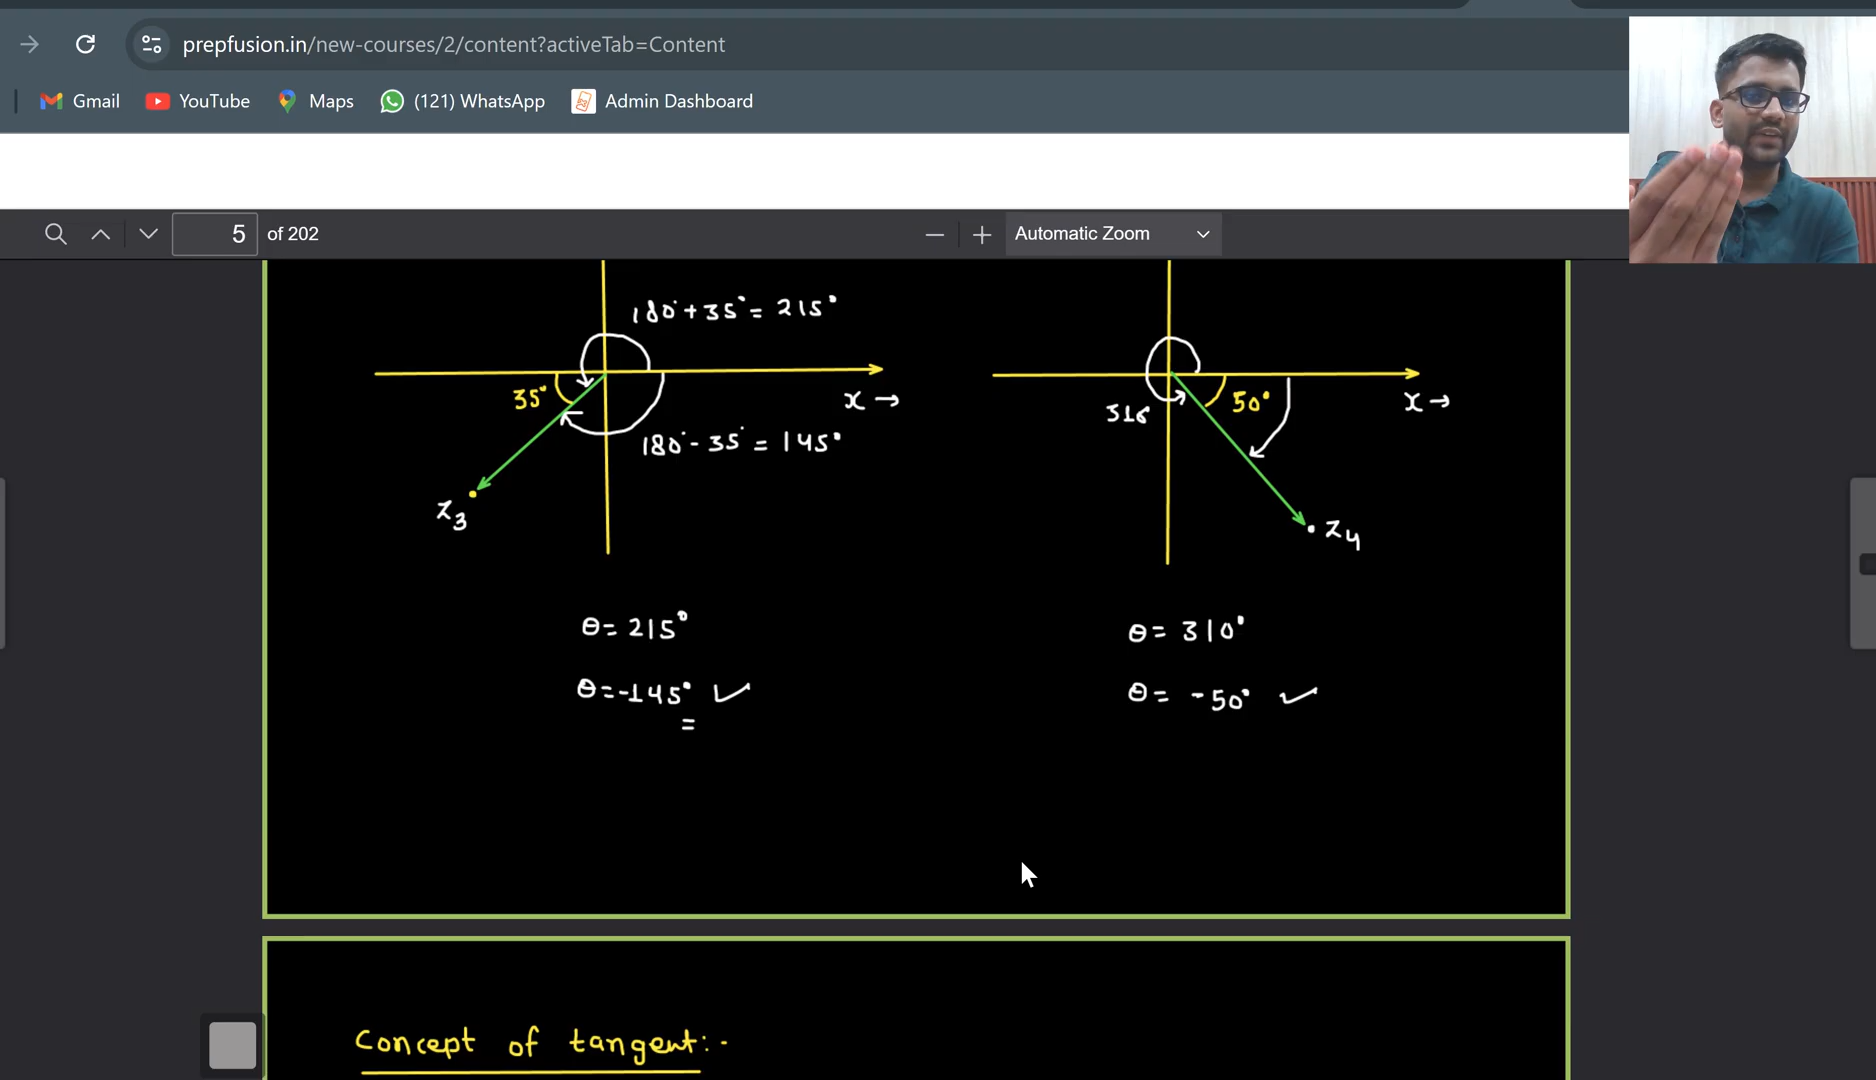 prepfusion.in/new-courses/2/content?activeTab=Content
Gmail YouTube Maps (121) WhatsApp Admin Dashboard
5 of 202 Automatic Zoom
180° + 35° = 215°
35°
x →
180° - 35° = 145°
z3
θ = 215°
θ = -145° ✓
310°
50°
x →
z4
θ = 310°
θ = -50° ✓
Concept of tangent:-